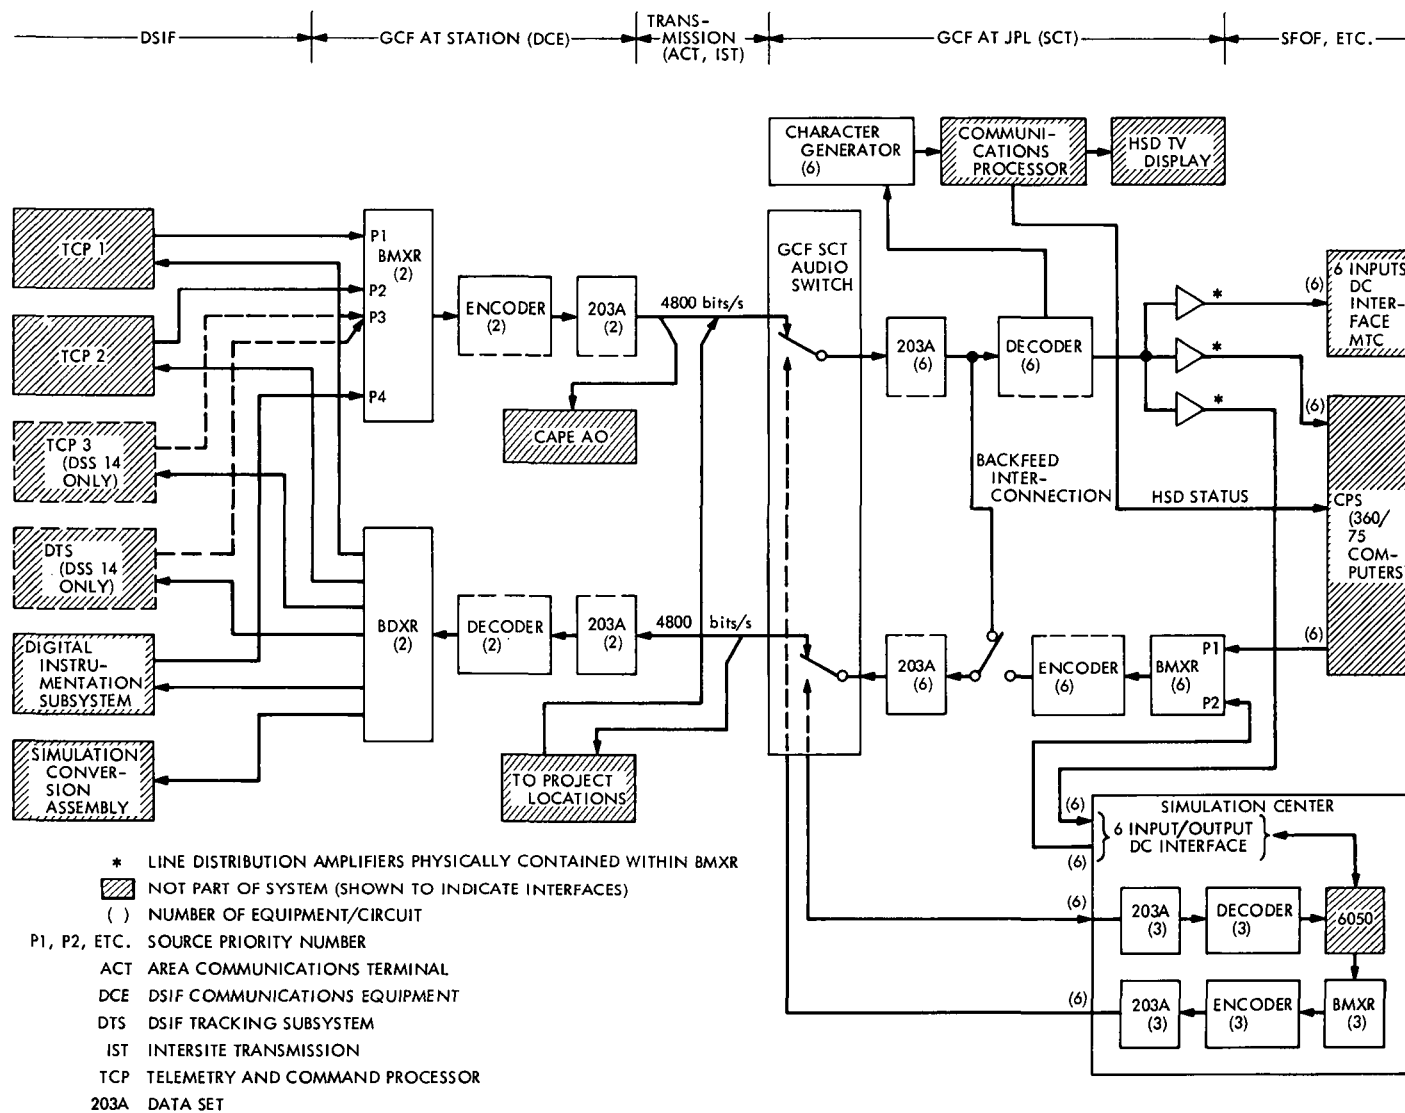 DSIF
GCF AT STATION (DCE)
TRANS-
MISSION
(ACT, IST)
GCF AT JPL (SCT)
SFOF, ETC.
CHARACTER
GENERATOR
(6)
COMMUNI-
CATIONS
PROCESSOR
HSD TV
DISPLAY
TCP 1
TCP 2
TCP 3
(DSS 14
ONLY)
DTS
(DSS 14
ONLY)
DIGITAL
INSTRU-
MENTATION
SUBSYSTEM
SIMULATION
CONVER-
SION
ASSEMBLY
P1
BMXR
(2)
P2
P3
P4
ENCODER
(2)
203A
(2)
4800 bits/s
CAPE AO
BDXR
(2)
DECODER
(2)
203A
(2)
4800 bits/s
TO PROJECT
LOCATIONS
GCF SCT
AUDIO
SWITCH
203A
(6)
DECODER
(6)
*
*
*
(6)
6 INPUTS
DC
INTER-
FACE
MTC
(6)
BACKFEED
INTER-
CONNECTION
HSD STATUS
CPS
(360/
75
COM-
PUTERS)
(6)
203A
(6)
ENCODER
(6)
P1
BMXR
(6)
P2
SIMULATION CENTER
(6)
6 INPUT/OUTPUT
DC INTERFACE
(6)
(6)
203A
(3)
DECODER
(3)
6050
(6)
203A
(3)
ENCODER
(3)
BMXR
(3)
* LINE DISTRIBUTION AMPLIFIERS PHYSICALLY CONTAINED WITHIN BMXR
NOT PART OF SYSTEM (SHOWN TO INDICATE INTERFACES)
( ) NUMBER OF EQUIPMENT/CIRCUIT
P1, P2, ETC. SOURCE PRIORITY NUMBER
ACT AREA COMMUNICATIONS TERMINAL
DCE DSIF COMMUNICATIONS EQUIPMENT
DTS DSIF TRACKING SUBSYSTEM
IST INTERSITE TRANSMISSION
TCP TELEMETRY AND COMMAND PROCESSOR
203A DATA SET